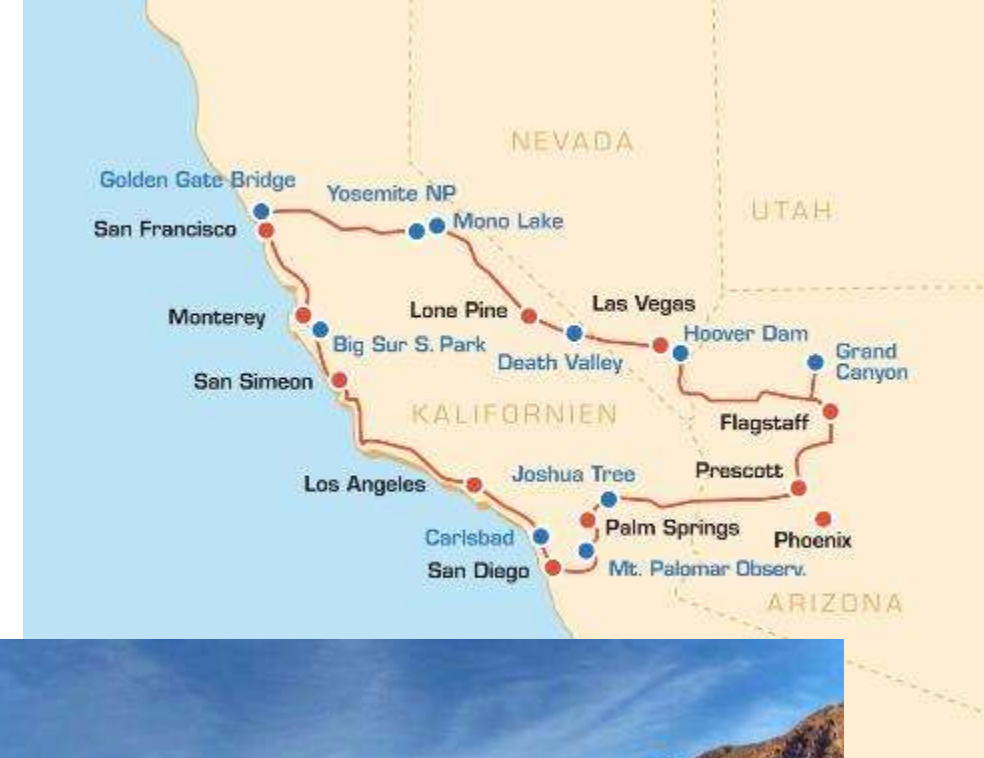 NEVADA
Golden Gate Bridge
Yosemite NP
UTAH
Mono Lake
San Francisco
Las Vegas
Lone Pine
Monterey
Hoover Dam
Big Sur S. Park
Grand
Canyon
Death Valley
San Simeon
KALIFORNIEN
Flagstaff
Prescott
Joshua Tree
Los Angeles
Palm Springs
Carlsbad
Phoenix
San Diego
Mt. Palomar Observ.
ARIZONA